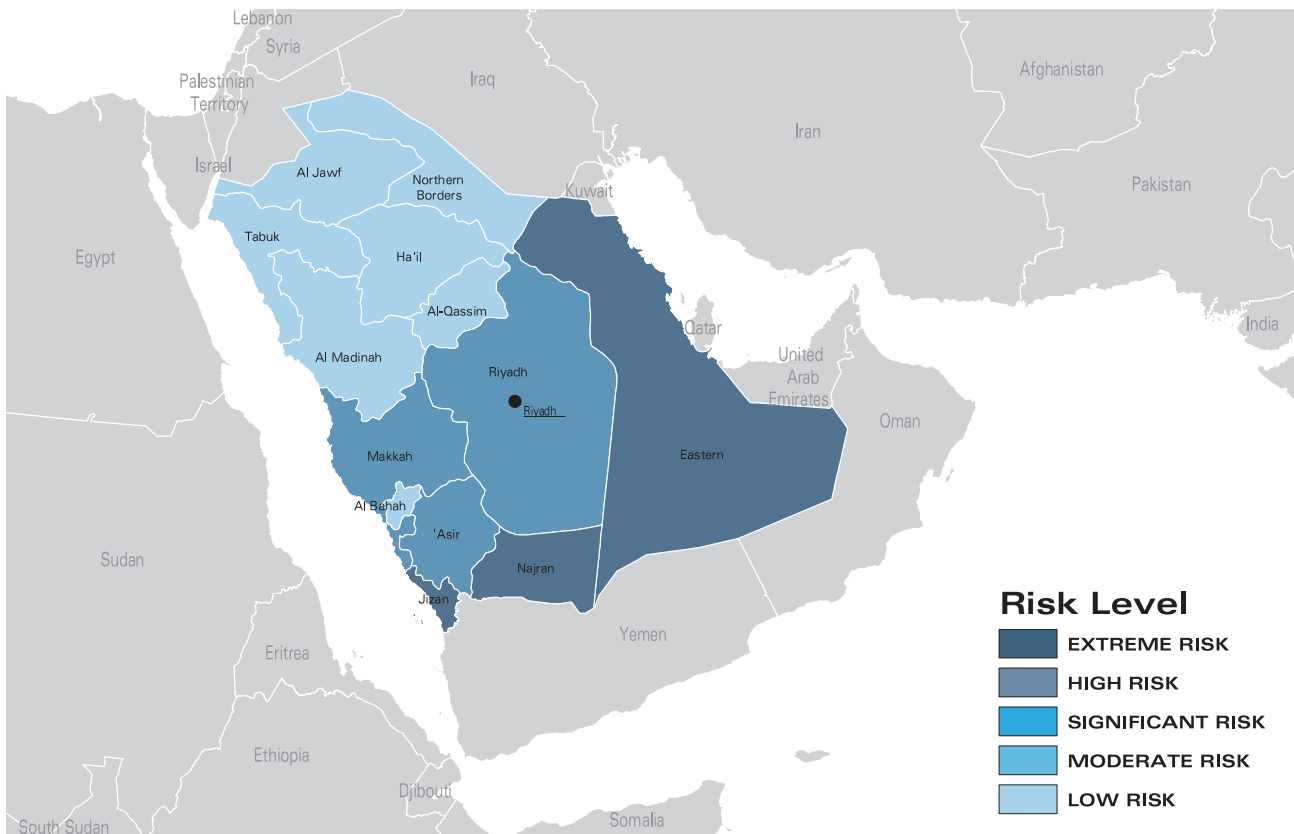 Lebanon
Syria
Palestinian
Territory
Israel
Iraq
Iran
Afghanistan
Pakistan
India
Kuwait
Egypt
Al Jawf
Northern
Borders
Tabuk
Ha'il
Al-Qassim
Al Madinah
Qatar
United
Arab
Emirates
Oman
Riyadh
Riyadh
Makkah
Eastern
Al Bahah
'Asir
Najran
Jizan
Sudan
Yemen
Eritrea
Ethiopia
Djibouti
Somalia
South Sudan
Risk Level
EXTREME RISK
HIGH RISK
SIGNIFICANT RISK
MODERATE RISK
LOW RISK